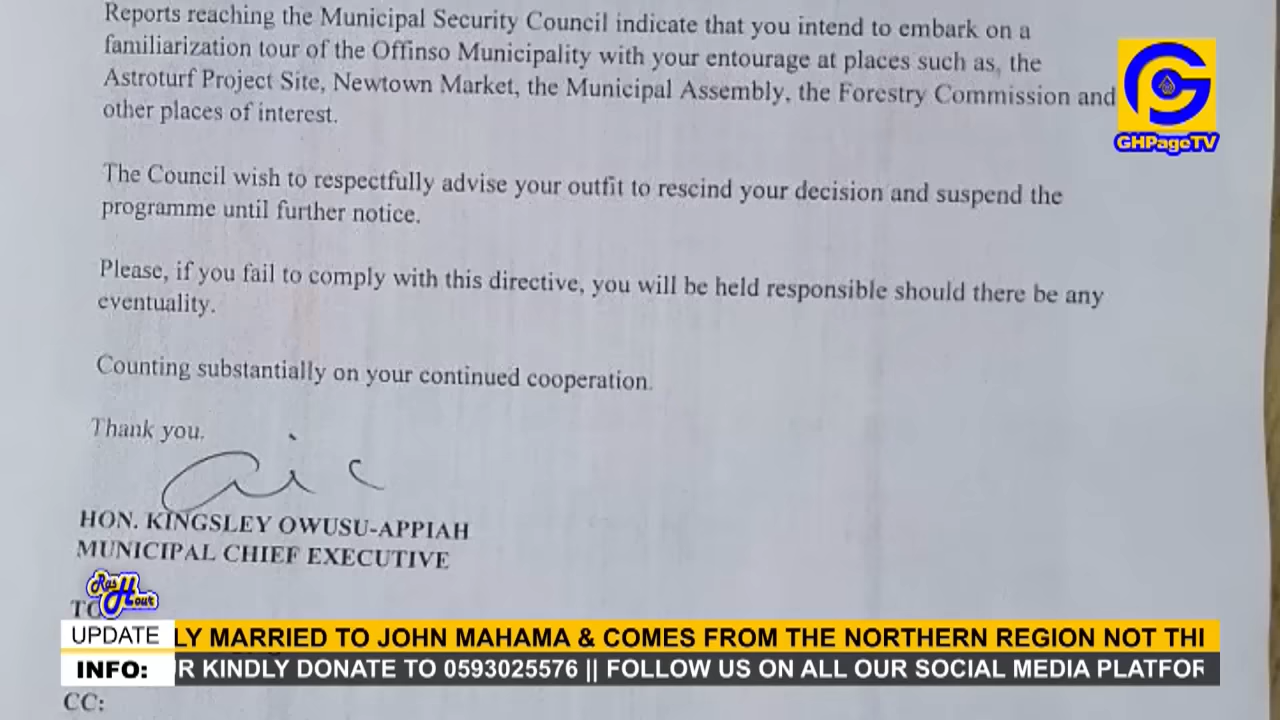 Reports reaching the Municipal Security Council indicate that you intend to embark on a
familiarization tour of the Offinso Municipality with your entourage at places such as, the
Astroturf Project Site, Newtown Market, the Municipal Assembly, the Forestry Commission and
other places of interest.
The Council wish to respectfully advise your outfit to rescind your decision and suspend the
programme until further notice.
Please, if you fail to comply with this directive, you will be held responsible should there be any
eventuality.
Counting substantially on your continued cooperation.
Thank you.
HON. KINGSLEY OWUSU-APPIAH
MUNICIPAL CHIEF EXECUTIVE
GHPageTV
Ras Hour
TO
UPDATE LY MARRIED TO JOHN MAHAMA & COMES FROM THE NORTHERN REGION NOT THI
INFO: R KINDLY DONATE TO 0593025576 || FOLLOW US ON ALL OUR SOCIAL MEDIA PLATFOR
CC: